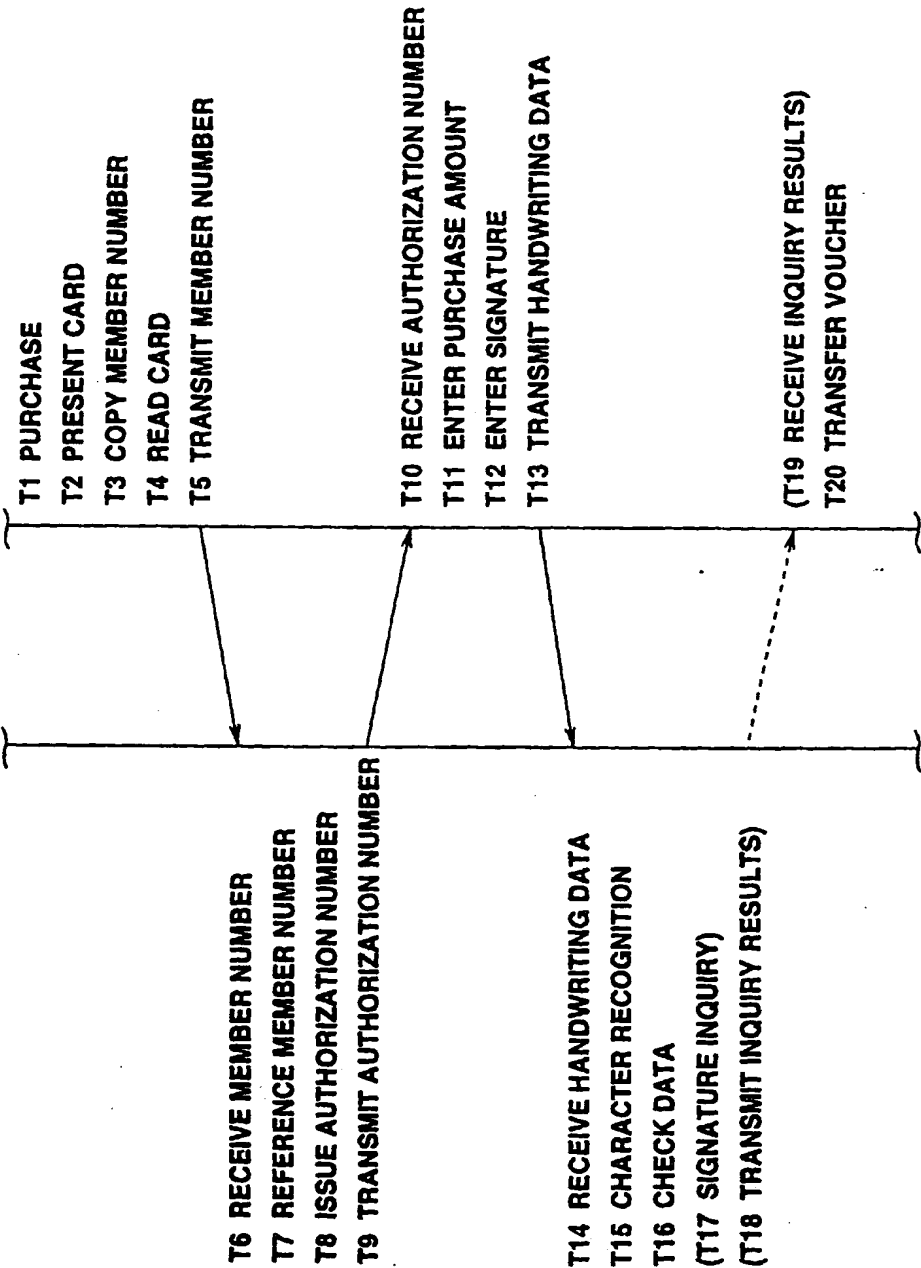 T1 PURCHASE
T2 PRESENT CARD
T3 COPY MEMBER NUMBER
T4 READ CARD
T5 TRANSMIT MEMBER NUMBER
T6 RECEIVE MEMBER NUMBER
T7 REFERENCE MEMBER NUMBER
T8 ISSUE AUTHORIZATION NUMBER
T9 TRANSMIT AUTHORIZATION NUMBER
T10 RECEIVE AUTHORIZATION NUMBER
T11 ENTER PURCHASE AMOUNT
T12 ENTER SIGNATURE
T13 TRANSMIT HANDWRITING DATA
T14 RECEIVE HANDWRITING DATA
T15 CHARACTER RECOGNITION
T16 CHECK DATA
(T17 SIGNATURE INQUIRY)
(T18 TRANSMIT INQUIRY RESULTS)
(T19 RECEIVE INQUIRY RESULTS)
T20 TRANSFER VOUCHER